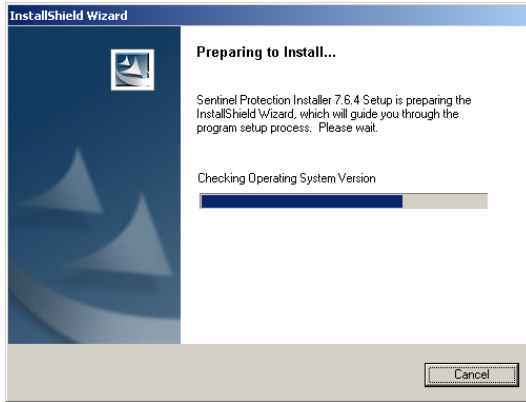 InstallShield Wizard
Preparing to Install...
Sentinel Protection Installer 7.6.4 Setup is preparing the
InstallShield Wizard, which will guide you through the
program setup process. Please wait.
Checking Operating System Version
Cancel